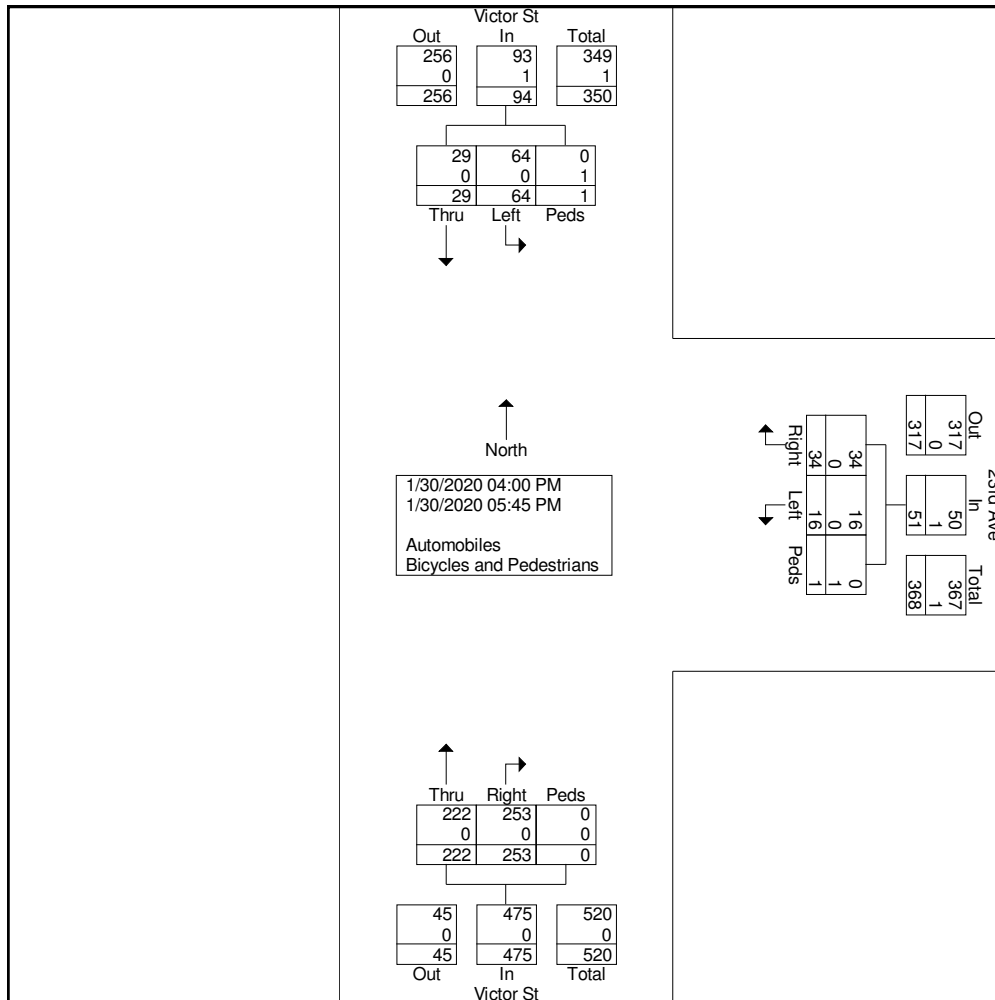 Victor St
Out In Total
256 93 349
0 1 1
256 94 350
29 64 0
0 0 1
29 64 1
Thru Left Peds
North
1/30/2020 04:00 PM
1/30/2020 05:45 PM
Automobiles
Bicycles and Pedestrians
Out In Total
317 50 367
0 1 1
317 51 368
34 16 0
0 0 1
34 16 1
Right Left Peds
Thru Right Peds
222 253 0
0 0 0
222 253 0
45 475 520
0 0 0
45 475 520
Out In Total
Victor St